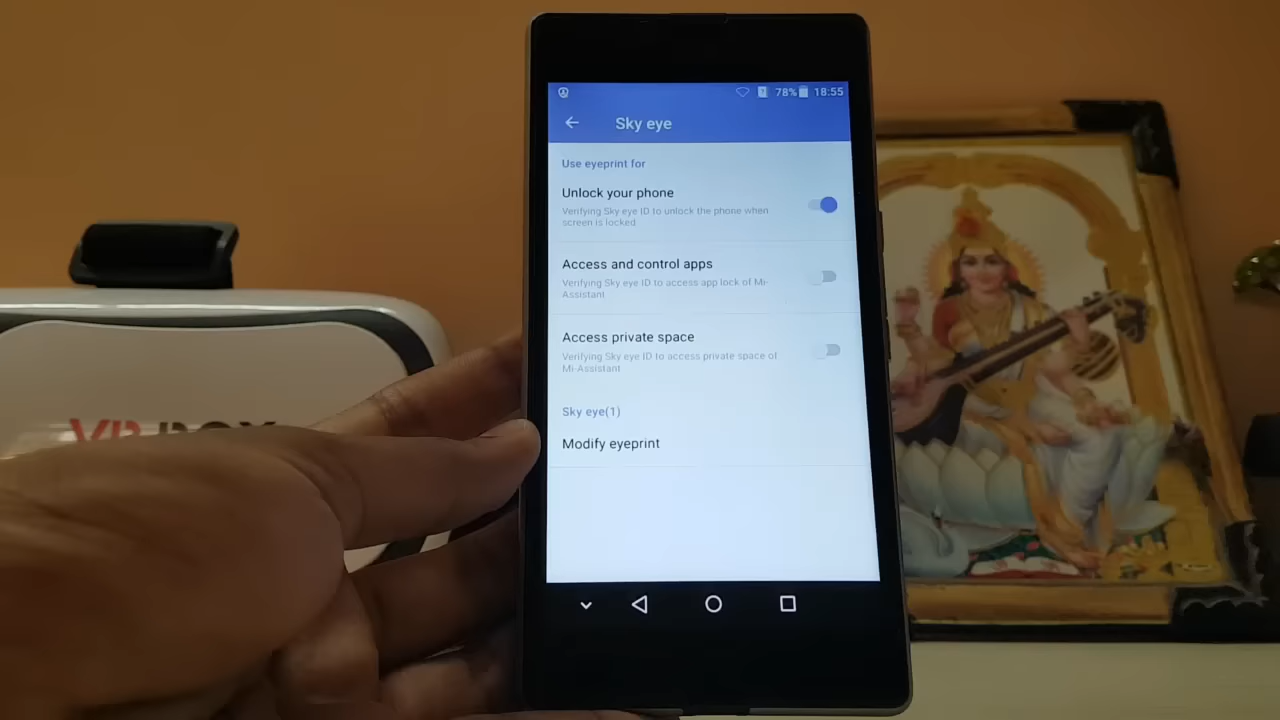 78% 18:55
Sky eye
Use eyeprint for
Unlock your phone
Verifying Sky eye ID to unlock the phone when
screen is locked
Access and control apps
Verifying Sky eye ID to access app lock of Mi-
Assistant
Access private space
Verifying Sky eye ID to access private space of
Mi-Assistant
Sky eye(1)
Modify eyeprint
VR BOX